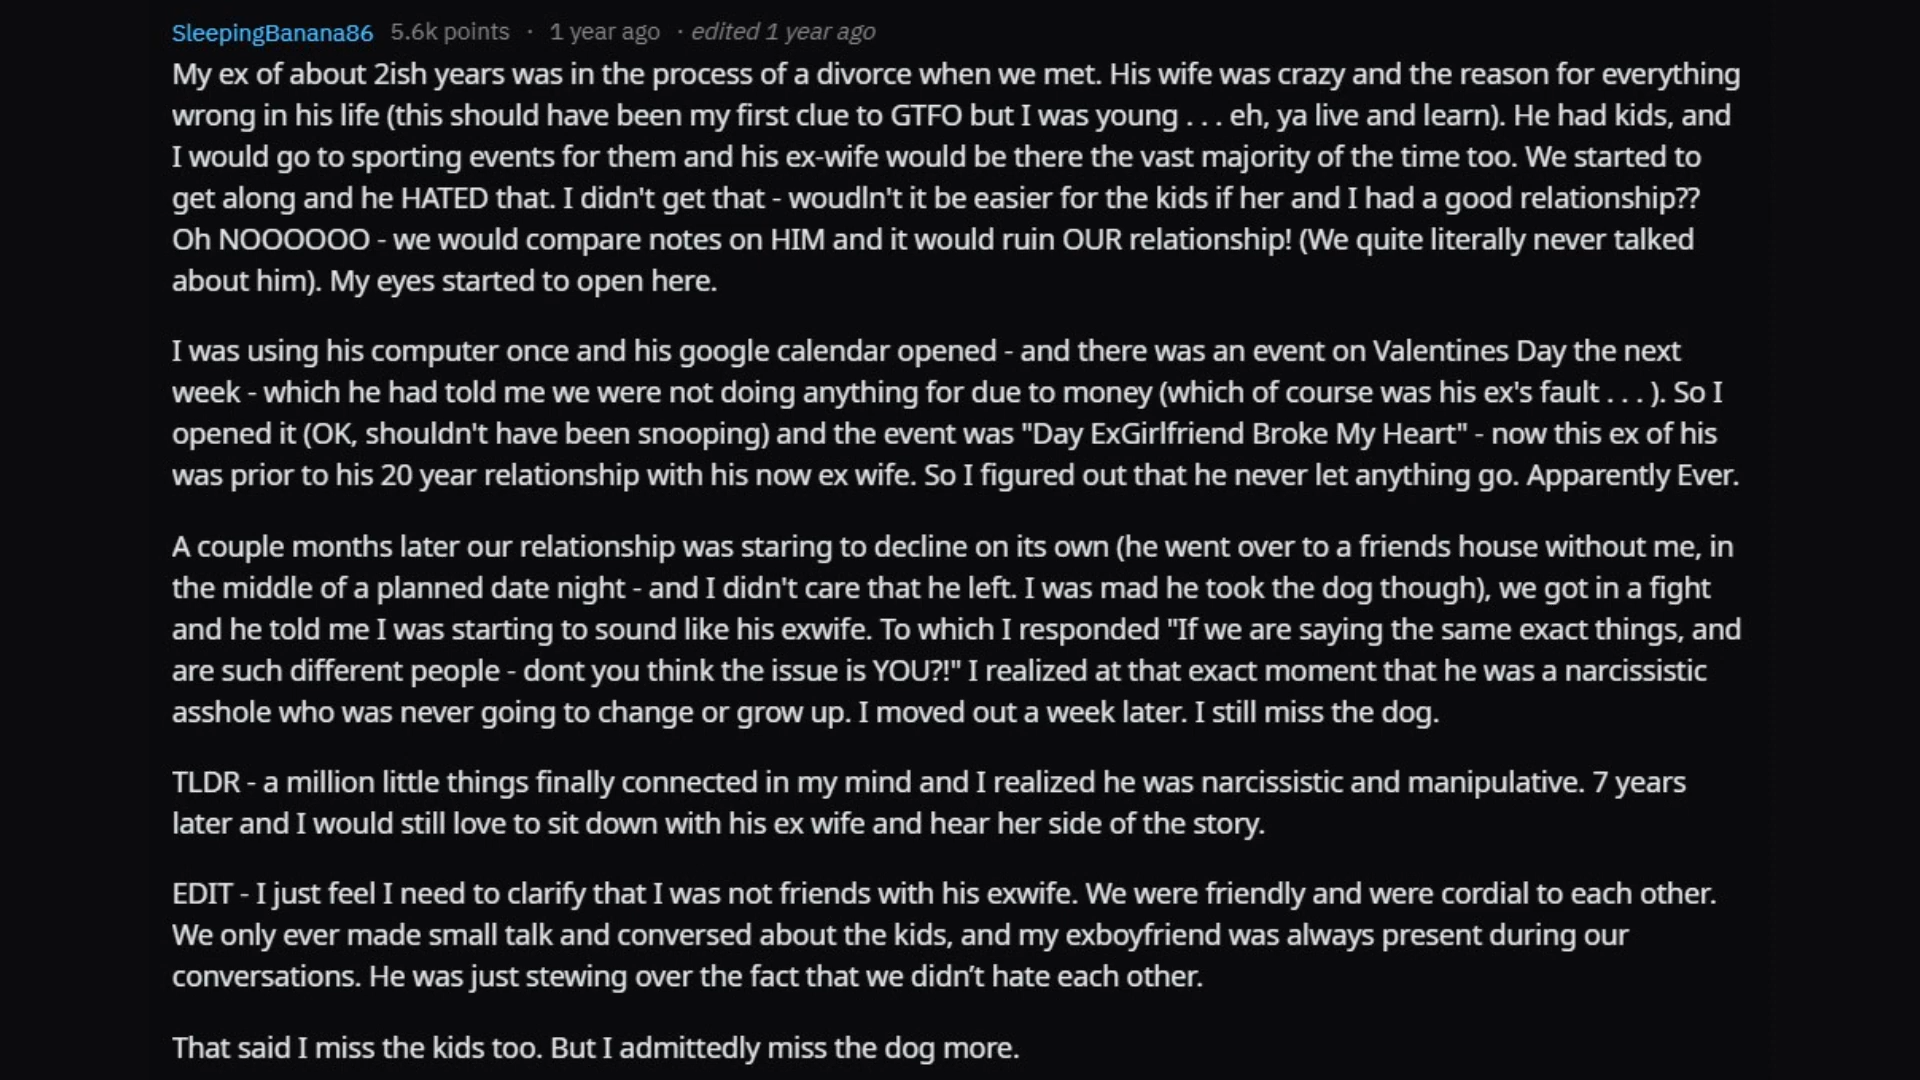 SleepingBanana86 5.6k points · 1 year ago · edited 1 year ago
My ex of about 2ish years was in the process of a divorce when we met. His wife was crazy and the reason for everything
wrong in his life (this should have been my first clue to GTFO but I was young . . . eh, ya live and learn). He had kids, and
I would go to sporting events for them and his ex-wife would be there the vast majority of the time too. We started to
get along and he HATED that. I didn't get that - woudln't it be easier for the kids if her and I had a good relationship??
Oh NOOOOOO - we would compare notes on HIM and it would ruin OUR relationship! (We quite literally never talked
about him). My eyes started to open here.
I was using his computer once and his google calendar opened - and there was an event on Valentines Day the next
week - which he had told me we were not doing anything for due to money (which of course was his ex's fault . . . ). So I
opened it (OK, shouldn't have been snooping) and the event was "Day ExGirlfriend Broke My Heart" - now this ex of his
was prior to his 20 year relationship with his now ex wife. So I figured out that he never let anything go. Apparently Ever.
A couple months later our relationship was staring to decline on its own (he went over to a friends house without me, in
the middle of a planned date night - and I didn't care that he left. I was mad he took the dog though), we got in a fight
and he told me I was starting to sound like his exwife. To which I responded "If we are saying the same exact things, and
are such different people - dont you think the issue is YOU?!" I realized at that exact moment that he was a narcissistic
asshole who was never going to change or grow up. I moved out a week later. I still miss the dog.
TLDR - a million little things finally connected in my mind and I realized he was narcissistic and manipulative. 7 years
later and I would still love to sit down with his ex wife and hear her side of the story.
EDIT - I just feel I need to clarify that I was not friends with his exwife. We were friendly and were cordial to each other.
We only ever made small talk and conversed about the kids, and my exboyfriend was always present during our
conversations. He was just stewing over the fact that we didn’t hate each other.
That said I miss the kids too. But I admittedly miss the dog more.